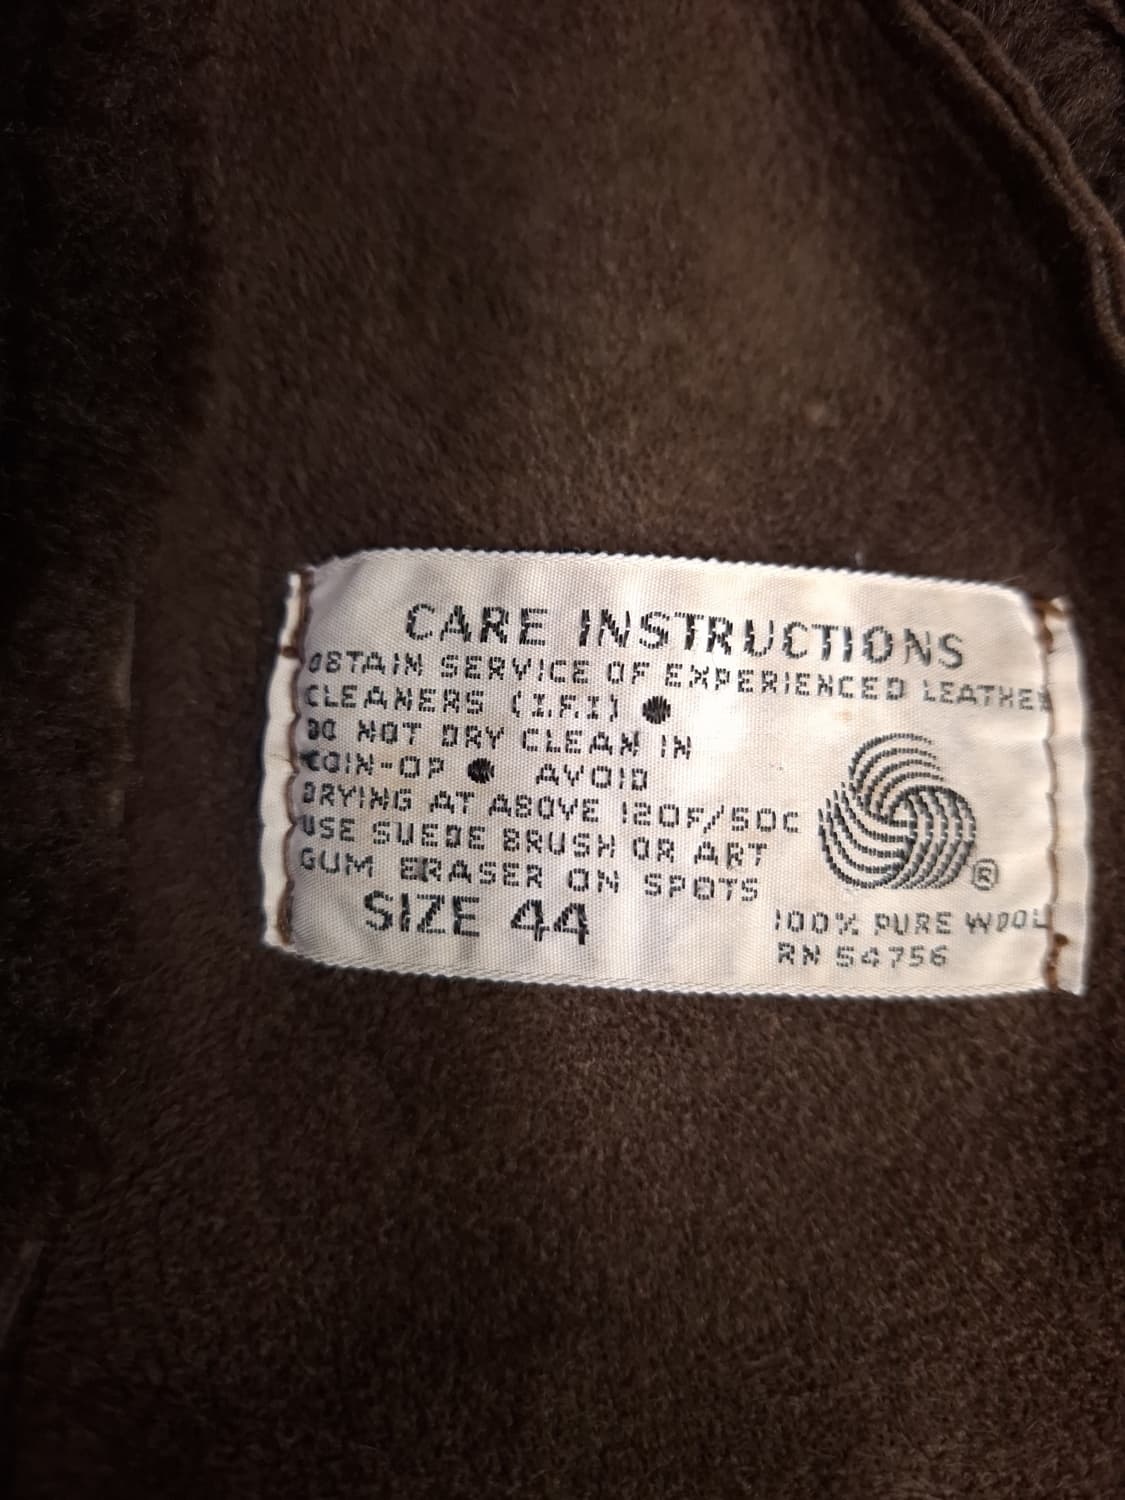 CARE INSTRUCTIONS
OBTAIN SERVICE OF EXPERIENCED LEATHER
CLEANERS (I.F.I) ●
DO NOT DRY CLEAN IN
COIN-OP ● AVOID
DRYING AT ABOVE 120F/50C
USE SUEDE BRUSH OR ART
GUM ERASER ON SPOTS
SIZE 44
®
100% PURE WOOL
RN 54756